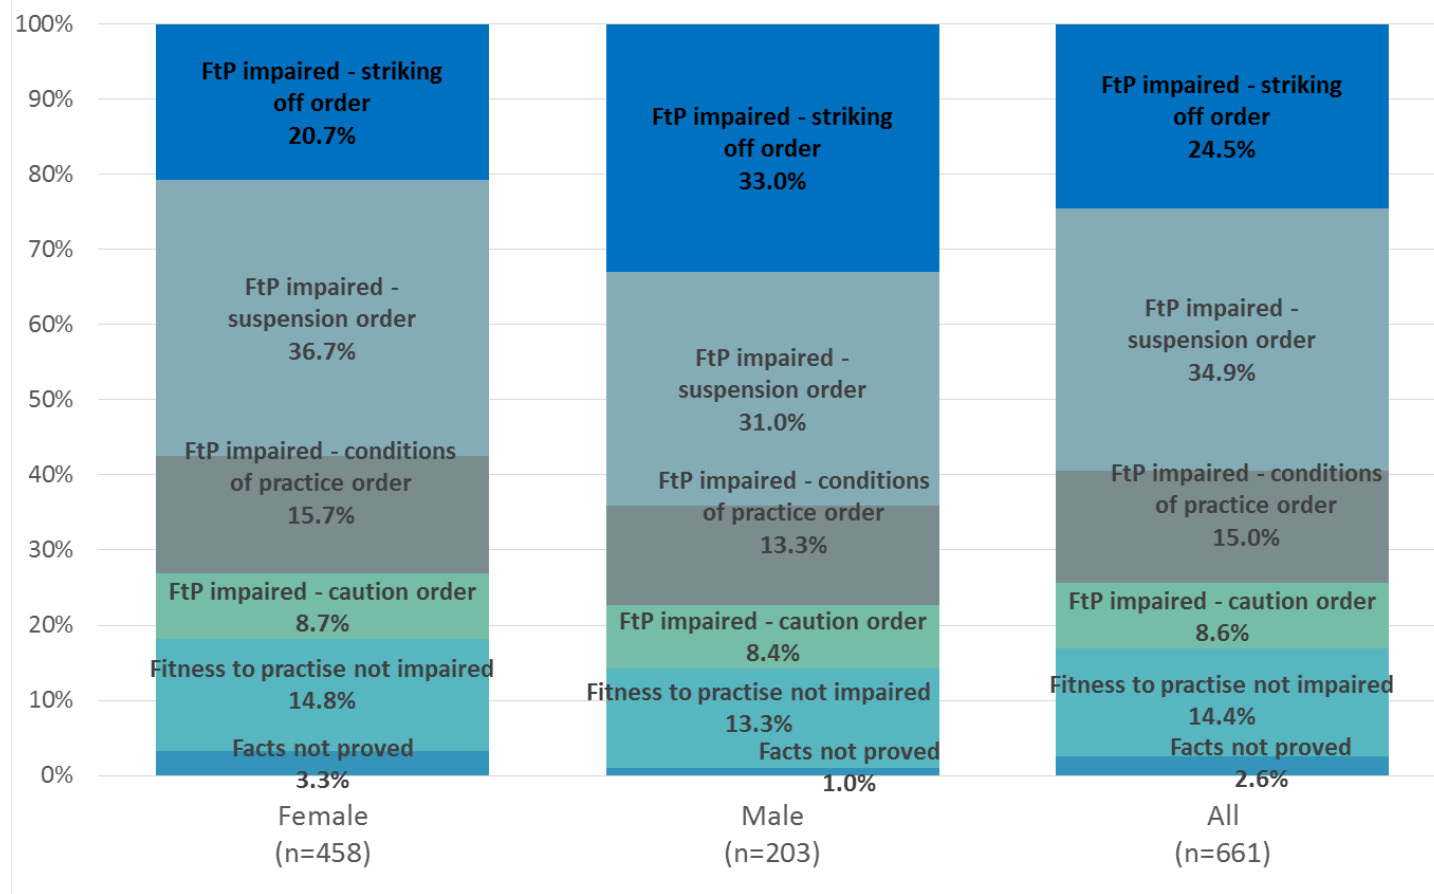 100%
90%
80%
70%
60%
50%
40%
30%
20%
10%
0%
FtP impaired - striking
off order
20.7%
FtP impaired -
suspension order
36.7%
FtP impaired - conditions
of practice order
15.7%
FtP impaired - caution order
8.7%
Fitness to practise not impaired
14.8%
Facts not proved
3.3%
Female
(n=458)
FtP impaired - striking
off order
33.0%
FtP impaired -
suspension order
31.0%
FtP impaired - conditions
of practice order
13.3%
FtP impaired - caution order
8.4%
Fitness to practise not impaired
13.3%
Facts not proved
1.0%
Male
(n=203)
FtP impaired - striking
off order
24.5%
FtP impaired -
suspension order
34.9%
FtP impaired - conditions
of practice order
15.0%
FtP impaired - caution order
8.6%
Fitness to practise not impaired
14.4%
Facts not proved
2.6%
All
(n=661)